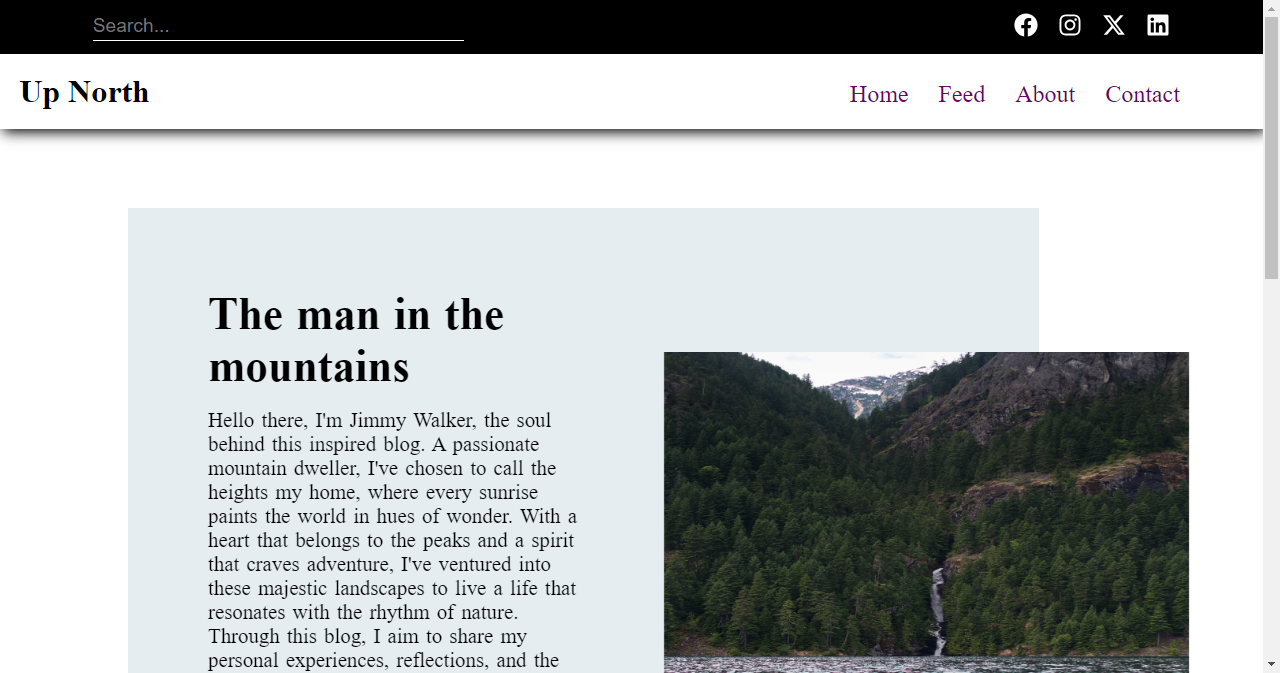 Search...
Up North
Home Feed About Contact
The man in the
mountains
Hello there, I'm Jimmy Walker, the soul
behind this inspired blog. A passionate
mountain dweller, I've chosen to call the
heights my home, where every sunrise
paints the world in hues of wonder. With a
heart that belongs to the peaks and a spirit
that craves adventure, I've ventured into
these majestic landscapes to live a life that
resonates with the rhythm of nature.
Through this blog, I aim to share my
personal experiences, reflections, and the